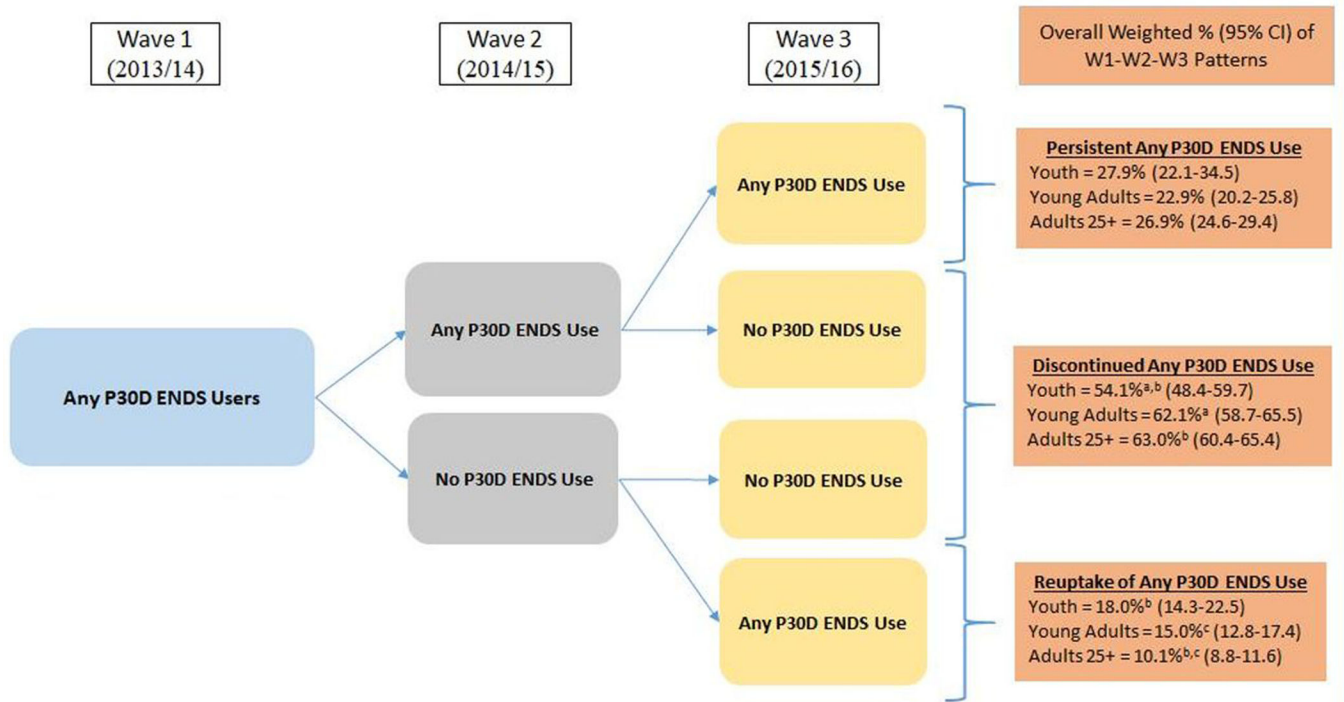 Wave 1
(2013/14)
Wave 2
(2014/15)
Wave 3
(2015/16)
Overall Weighted % (95% CI) of
W1-W2-W3 Patterns
Any P30D ENDS Users
Any P30D ENDS Use
No P30D ENDS Use
Any P30D ENDS Use
No P30D ENDS Use
No P30D ENDS Use
Any P30D ENDS Use
Persistent Any P30D ENDS Use
Youth = 27.9% (22.1-34.5)
Young Adults = 22.9% (20.2-25.8)
Adults 25+ = 26.9% (24.6-29.4)
Discontinued Any P30D ENDS Use
Youth = 54.1%ᵃ,ᵇ (48.4-59.7)
Young Adults = 62.1%ᵃ (58.7-65.5)
Adults 25+ = 63.0%ᵇ (60.4-65.4)
Reuptake of Any P30D ENDS Use
Youth = 18.0%ᵇ (14.3-22.5)
Young Adults = 15.0%ᶜ (12.8-17.4)
Adults 25+ = 10.1%ᵇ,ᶜ (8.8-11.6)